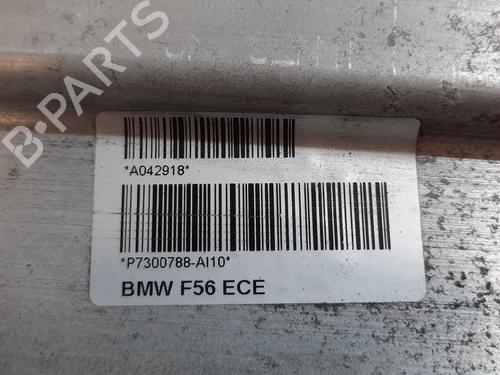 B-PARTS
*A042918*
*P7300788-AI10*
BMW F56 ECE